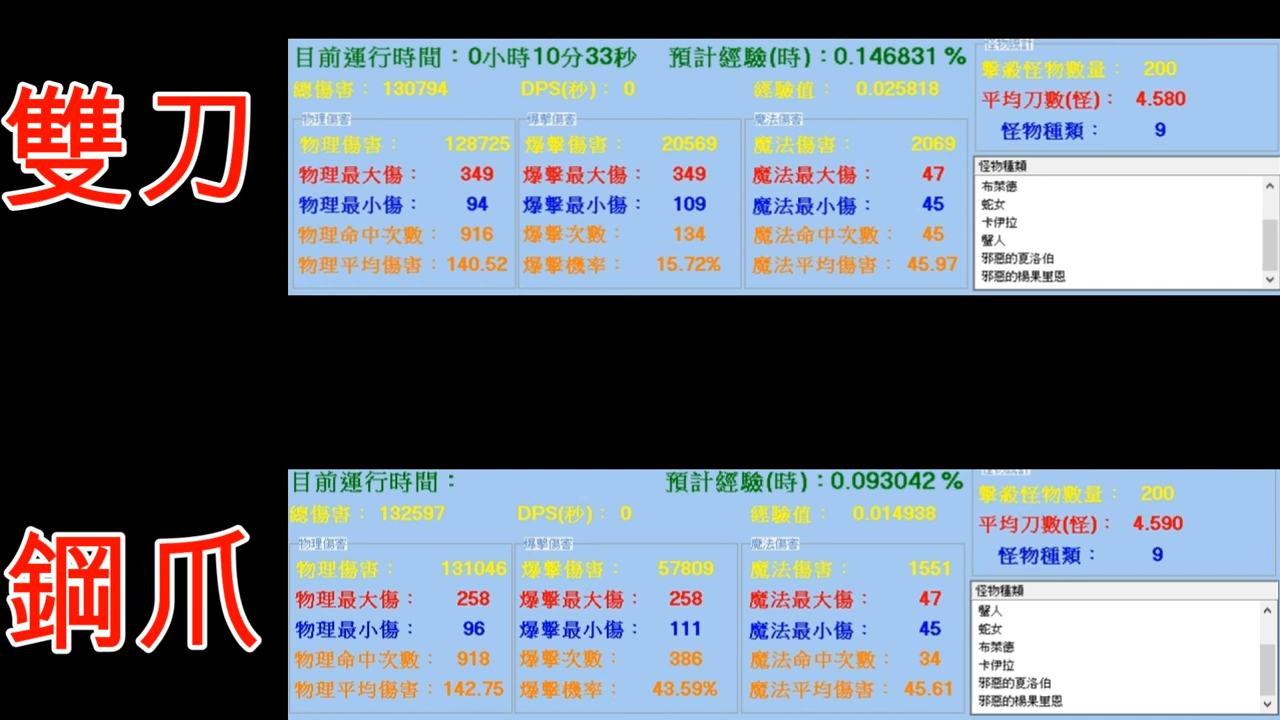 雙刀
目前運行時間：0小時10分33秒 預計經驗(時)：0.146831 %
總傷害： 130794 DPS(秒)： 0 經驗值： 0.025818
物理傷害
物理傷害： 128725
物理最大傷： 349
物理最小傷： 94
物理命中次數： 916
物理平均傷害：140.52
爆擊傷害
爆擊傷害： 20569
爆擊最大傷： 349
爆擊最小傷： 109
爆擊次數： 134
爆擊機率： 15.72%
魔法傷害
魔法傷害： 2069
魔法最大傷： 47
魔法最小傷： 45
魔法命中次數： 45
魔法平均傷害： 45.97
怪物統計
擊殺怪物數量： 200
平均刀數(怪)： 4.580
怪物種類： 9
怪物種類
布萊德
蛇女
卡伊拉
蟹人
邪惡的夏洛伯
邪惡的楊果里恩
鋼爪
目前運行時間： 預計經驗(時)：0.093042 %
總傷害： 132597 DPS(秒)： 0 經驗值： 0.014938
物理傷害
物理傷害： 131046
物理最大傷： 258
物理最小傷： 96
物理命中次數： 918
物理平均傷害：142.75
爆擊傷害
爆擊傷害： 57809
爆擊最大傷： 258
爆擊最小傷： 111
爆擊次數： 386
爆擊機率： 43.59%
魔法傷害
魔法傷害： 1551
魔法最大傷： 47
魔法最小傷： 45
魔法命中次數： 34
魔法平均傷害： 45.61
擊殺怪物數量： 200
平均刀數(怪)： 4.590
怪物種類： 9
怪物種類
蟹人
蛇女
布萊德
卡伊拉
邪惡的夏洛伯
邪惡的楊果里恩